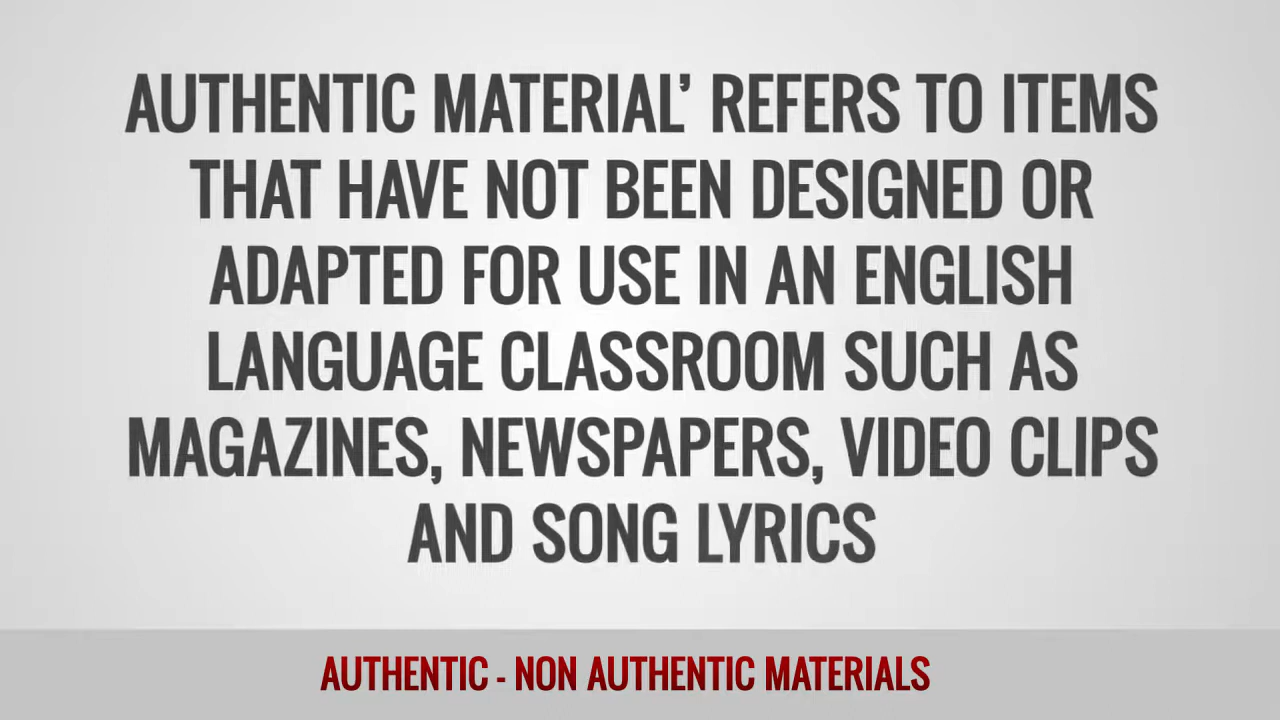 AUTHENTIC MATERIAL’ REFERS TO ITEMS
THAT HAVE NOT BEEN DESIGNED OR
ADAPTED FOR USE IN AN ENGLISH
LANGUAGE CLASSROOM SUCH AS
MAGAZINES, NEWSPAPERS, VIDEO CLIPS
AND SONG LYRICS
AUTHENTIC - NON AUTHENTIC MATERIALS